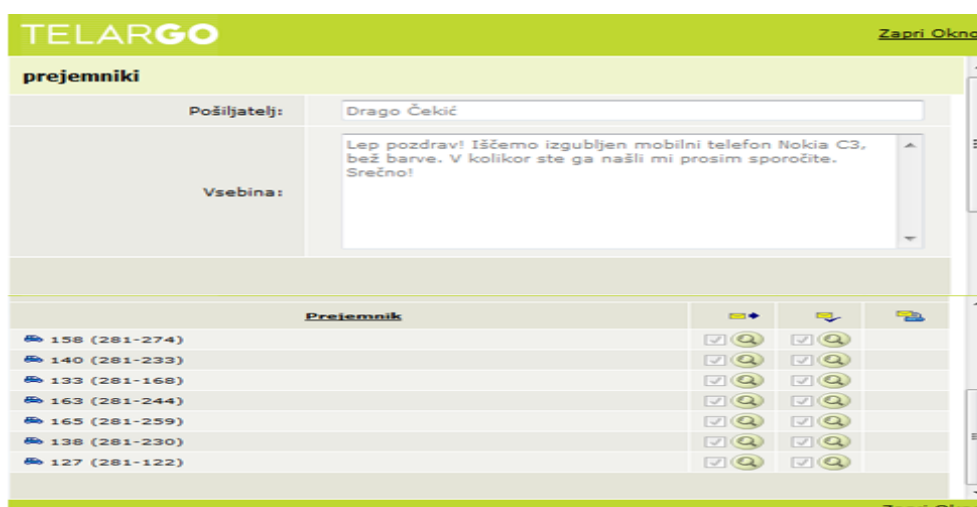 TELARGO
Zapri Okno
prejemniki
Pošiljatelj: Drago Čekić
Vsebina: Lep pozdrav! Iščemo izgubljen mobilni telefon Nokia C3,
bež barve. V kolikor ste ga našli mi prosim sporočite.
Srečno!
Prejemnik
158 (281-274)
140 (281-233)
133 (281-168)
163 (281-244)
165 (281-259)
138 (281-230)
127 (281-122)